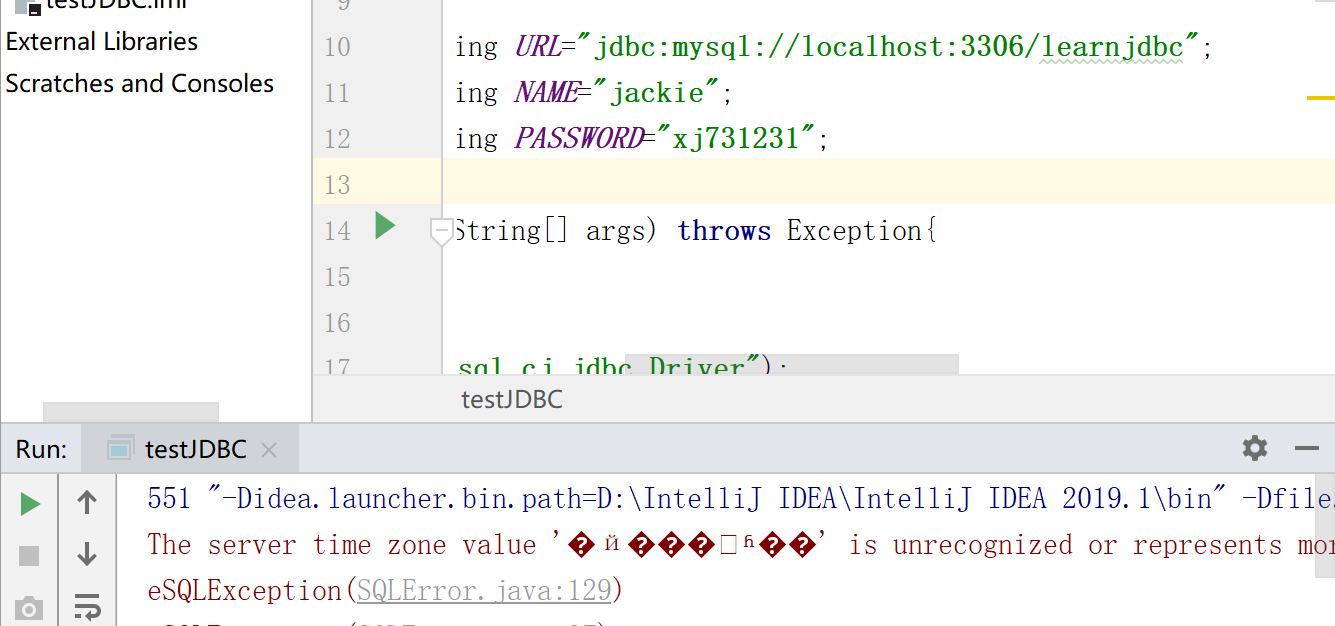 testJDBC.iml
External Libraries
Scratches and Consoles
9
10 ing URL="jdbc:mysql://localhost:3306/learnjdbc";
11 ing NAME="jackie";
12 ing PASSWORD="xj731231";
13
14 String[] args) throws Exception{
15
16
17 sql.cj.jdbc.Driver");
testJDBC
Run: testJDBC
551 "-Didea.launcher.bin.path=D:\IntelliJ IDEA\IntelliJ IDEA 2019.1\bin" -Dfile.
The server time zone value '�й���׼ʱ��' is unrecognized or represents mor
eSQLException(SQLError.java:129)